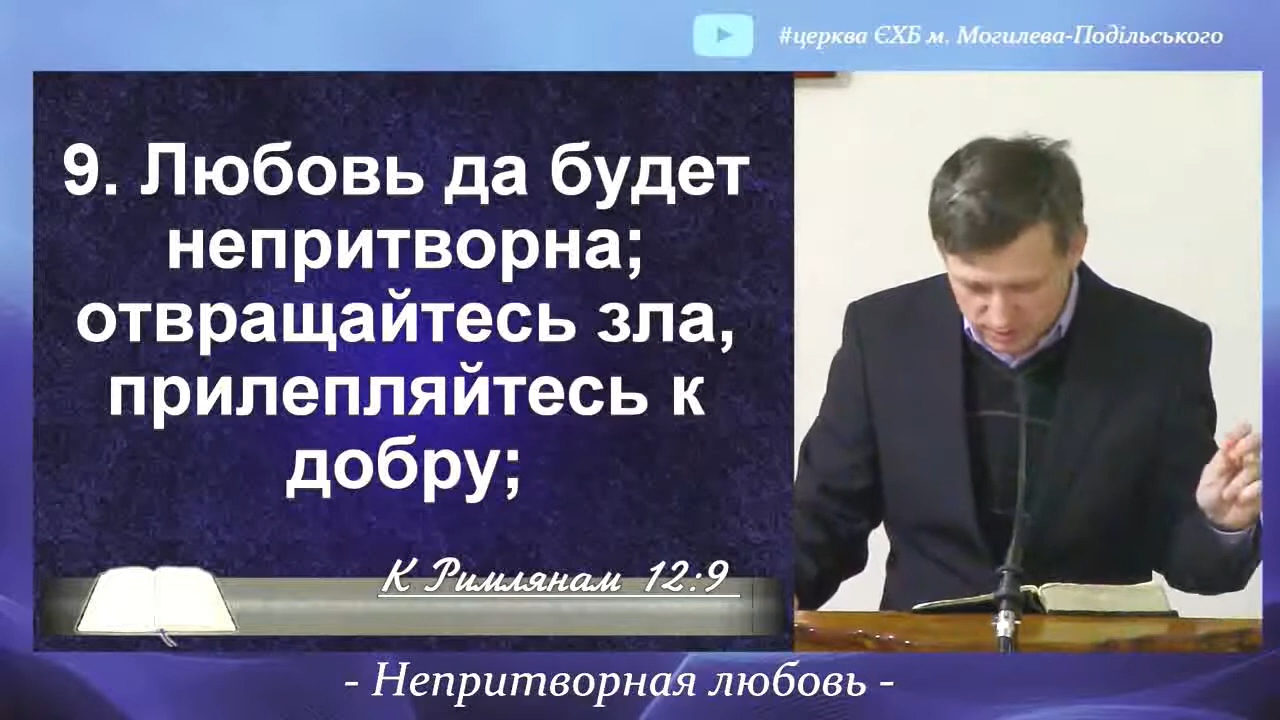 #церква ЄХБ м. Могилева-Подільського
9. Любовь да будет
непритворна;
отвращайтесь зла,
прилепляйтесь к
добру;
К Римлянам 12:9
- Непритворная любовь -